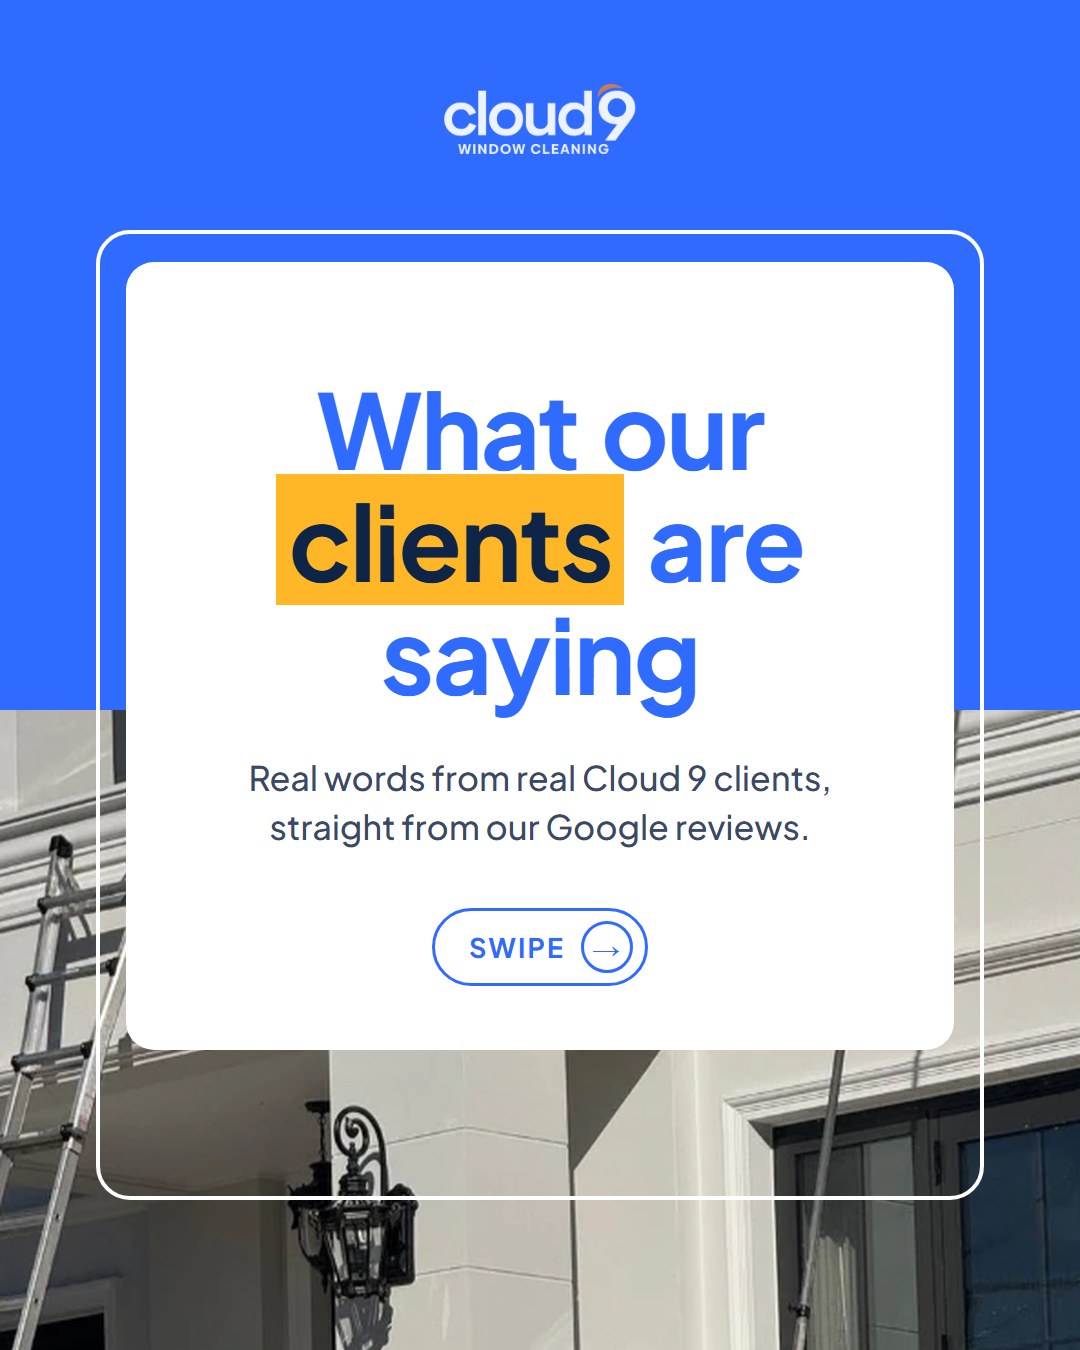 cloud9
WINDOW CLEANING
What our
clients are
saying
Real words from real Cloud 9 clients,
straight from our Google reviews.
SWIPE →